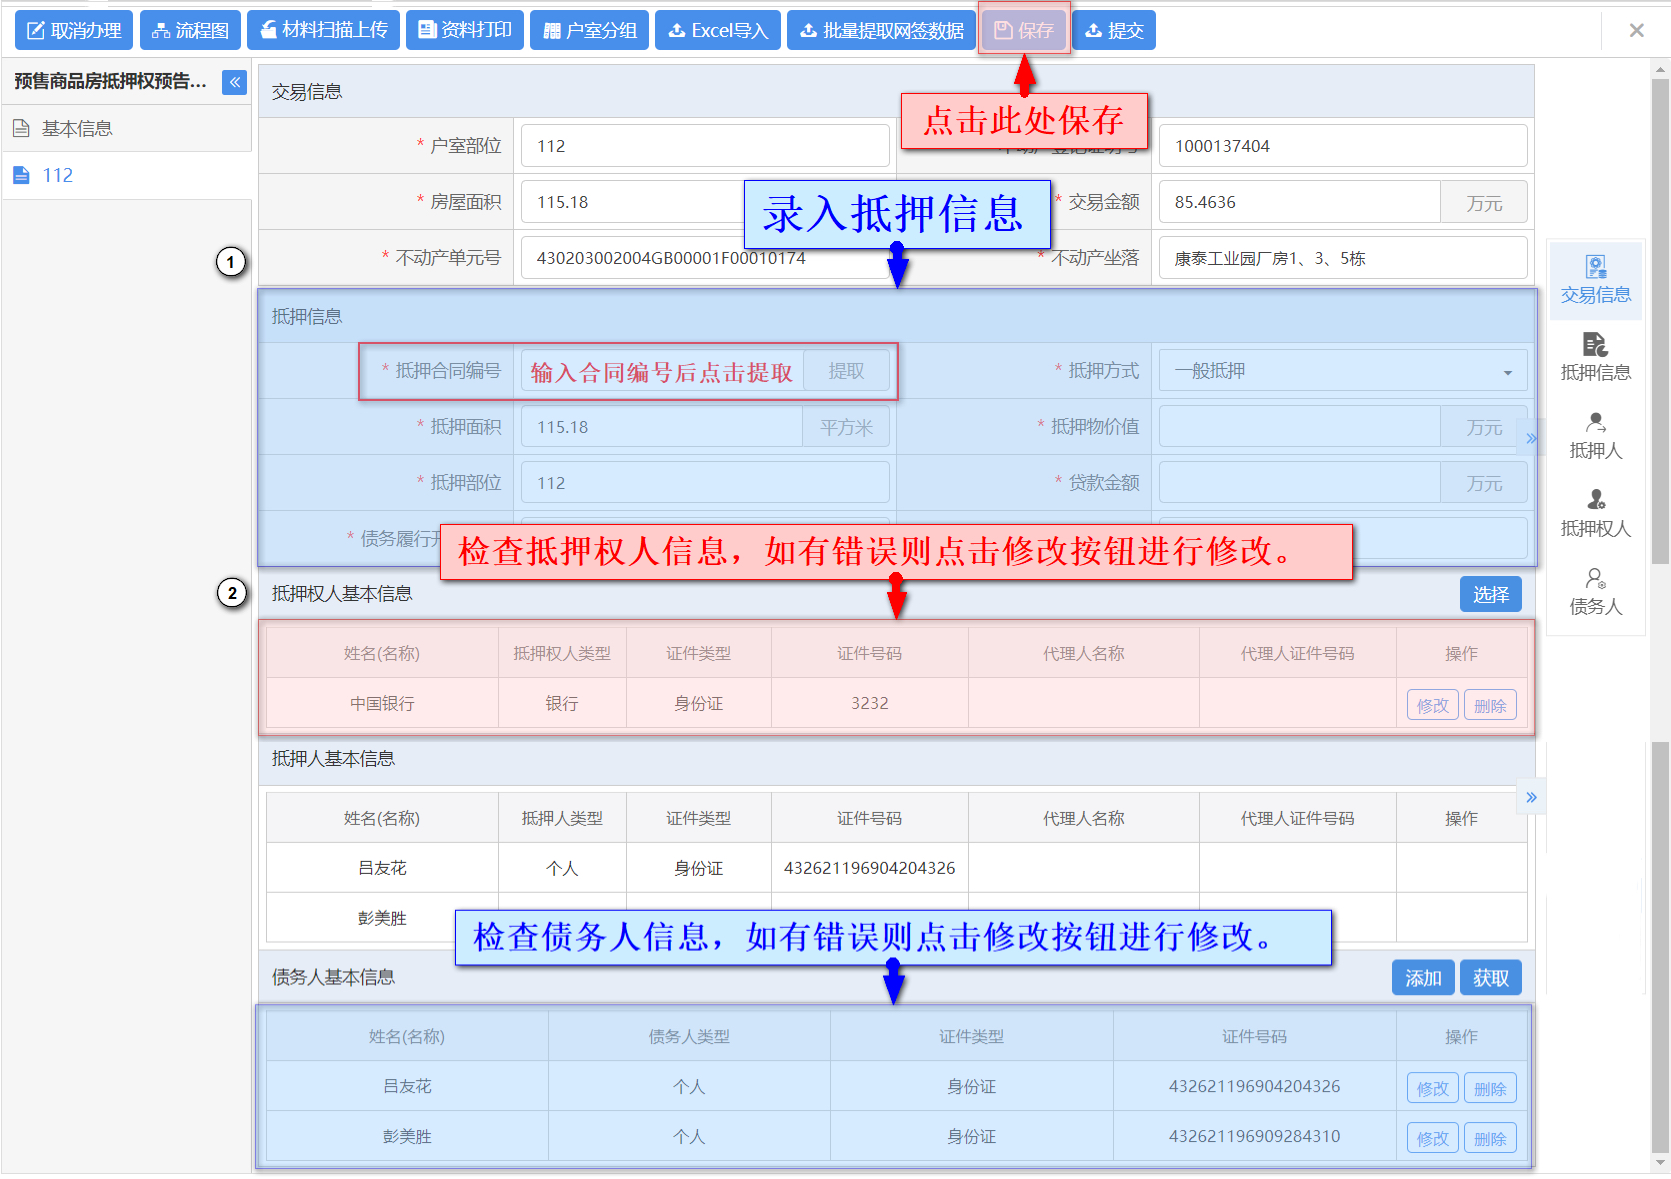 取消办理 流程图 材料扫描上传 资料打印 户室分组 Excel导入 批量提取网签数据 保存 提交
预售商品房抵押权预告...
基本信息
112
交易信息
点击此处保存
* 户室部位 112 1000137404
* 房屋面积 115.18 * 交易金额 85.4636 万元
录入抵押信息
* 不动产单元号 430203002004GB00001F00010174 * 不动产坐落 康泰工业园厂房1、3、5栋
1
抵押信息
* 抵押合同编号 输入合同编号后点击提取 提取 * 抵押方式 一般抵押
* 抵押面积 115.18 平方米 * 抵押物价值 万元
* 抵押部位 112 * 贷款金额 万元
* 债务履行
检查抵押权人信息，如有错误则点击修改按钮进行修改。
2
抵押权人基本信息 选择
姓名(名称) 抵押权人类型 证件类型 证件号码 代理人名称 代理人证件号码 操作
中国银行 银行 身份证 3232 修改 删除
抵押人基本信息
姓名(名称) 抵押人类型 证件类型 证件号码 代理人名称 代理人证件号码 操作
吕友花 个人 身份证 432621196904204326
彭美胜
检查债务人信息，如有错误则点击修改按钮进行修改。
债务人基本信息 添加 获取
姓名(名称) 债务人类型 证件类型 证件号码 操作
吕友花 个人 身份证 432621196904204326 修改 删除
彭美胜 个人 身份证 432621196909284310 修改 删除
交易信息
抵押信息
抵押人
抵押权人
债务人